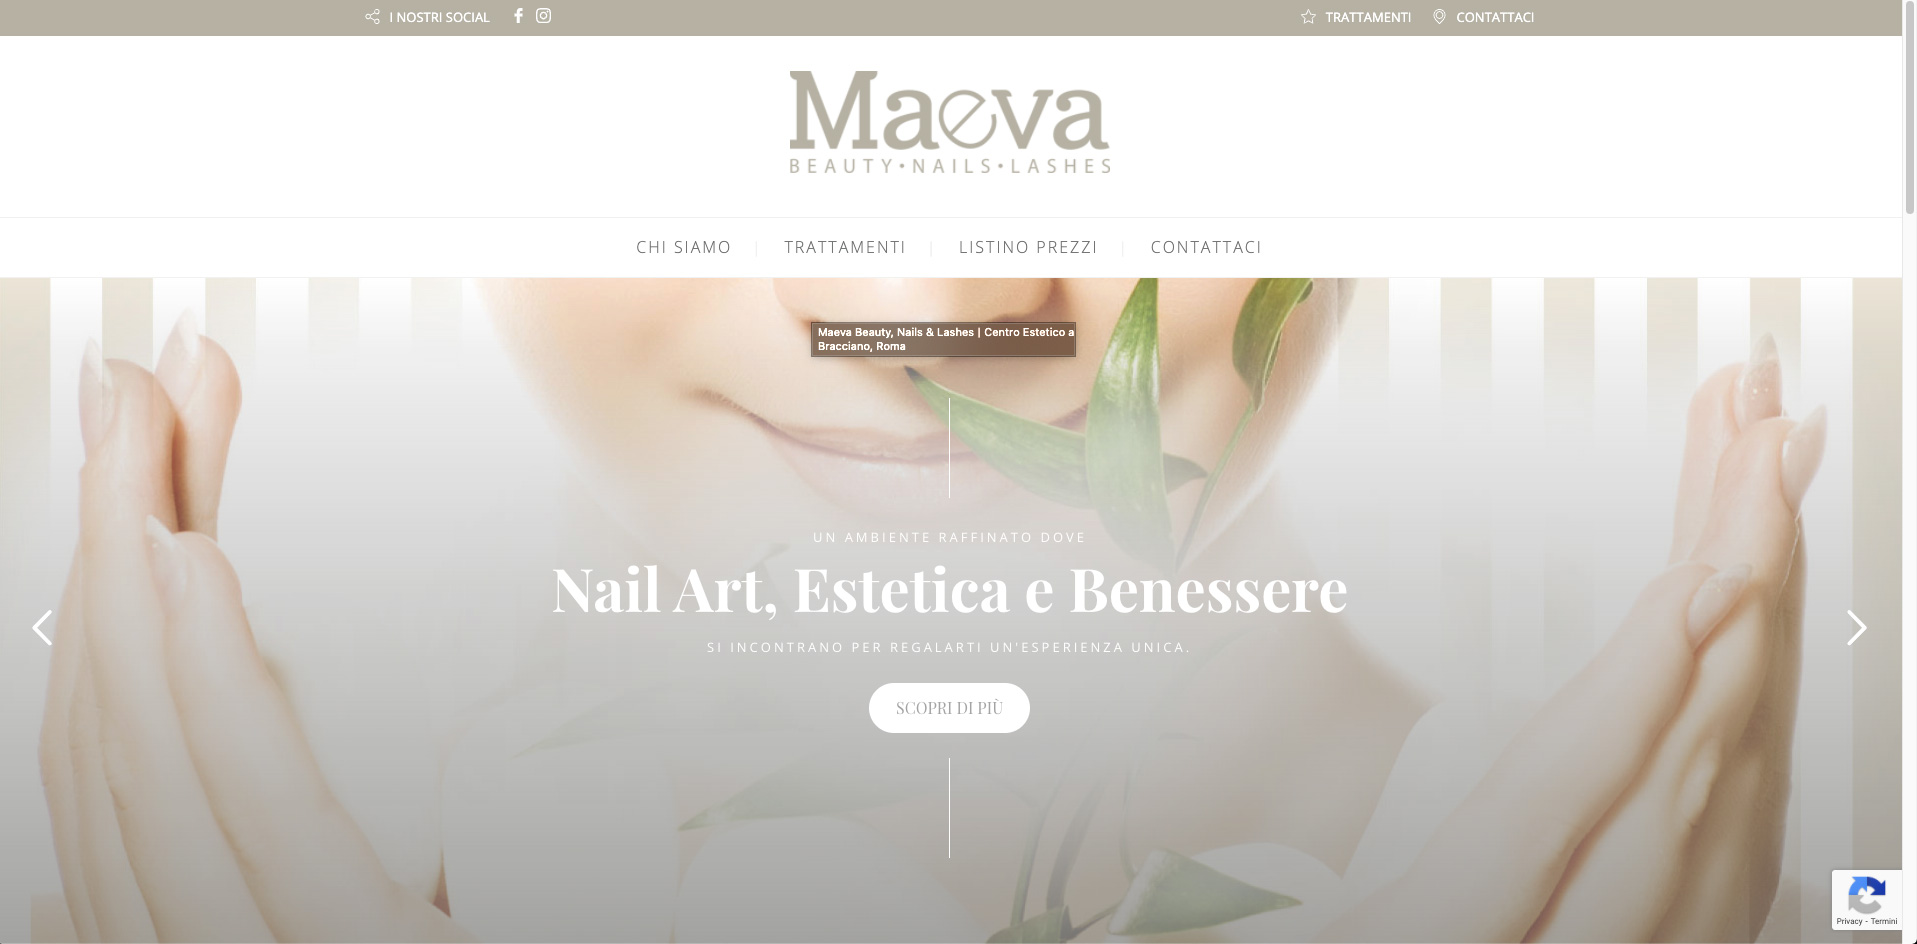 I NOSTRI SOCIAL
TRATTAMENTI
CONTATTACI
Maeva
BEAUTY•NAILS•LASHES
CHI SIAMO
TRATTAMENTI
LISTINO PREZZI
CONTATTACI
Maeva Beauty, Nails & Lashes | Centro Estetico a
Bracciano, Roma
UN AMBIENTE RAFFINATO DOVE
Nail Art, Estetica e Benessere
SI INCONTRANO PER REGALARTI UN'ESPERIENZA UNICA.
SCOPRI DI PIÙ
Privacy - Termini